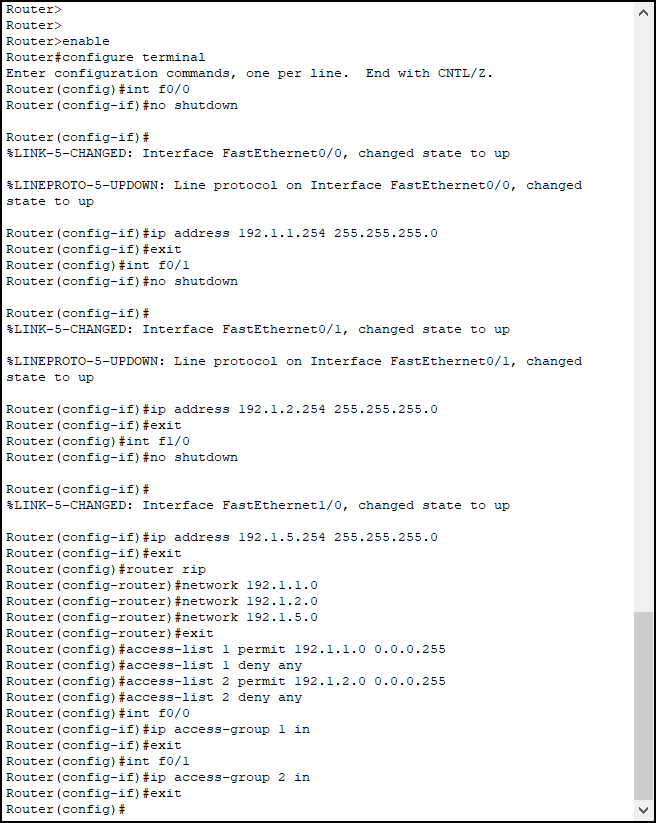 Router>
Router>
Router>enable
Router#configure terminal
Enter configuration commands, one per line.  End with CNTL/Z.
Router(config)#int f0/0
Router(config-if)#no shutdown
Router(config-if)#
%LINK-5-CHANGED: Interface FastEthernet0/0, changed state to up
%LINEPROTO-5-UPDOWN: Line protocol on Interface FastEthernet0/0, changed
state to up
Router(config-if)#ip address 192.1.1.254 255.255.255.0
Router(config-if)#exit
Router(config)#int f0/1
Router(config-if)#no shutdown
Router(config-if)#
%LINK-5-CHANGED: Interface FastEthernet0/1, changed state to up
%LINEPROTO-5-UPDOWN: Line protocol on Interface FastEthernet0/1, changed
state to up
Router(config-if)#ip address 192.1.2.254 255.255.255.0
Router(config-if)#exit
Router(config)#int f1/0
Router(config-if)#no shutdown
Router(config-if)#
%LINK-5-CHANGED: Interface FastEthernet1/0, changed state to up
Router(config-if)#ip address 192.1.5.254 255.255.255.0
Router(config-if)#exit
Router(config)#router rip
Router(config-router)#network 192.1.1.0
Router(config-router)#network 192.1.2.0
Router(config-router)#network 192.1.5.0
Router(config-router)#exit
Router(config)#access-list 1 permit 192.1.1.0 0.0.0.255
Router(config)#access-list 1 deny any
Router(config)#access-list 2 permit 192.1.2.0 0.0.0.255
Router(config)#access-list 2 deny any
Router(config)#int f0/0
Router(config-if)#ip access-group 1 in
Router(config-if)#exit
Router(config)#int f0/1
Router(config-if)#ip access-group 2 in
Router(config-if)#exit
Router(config)#